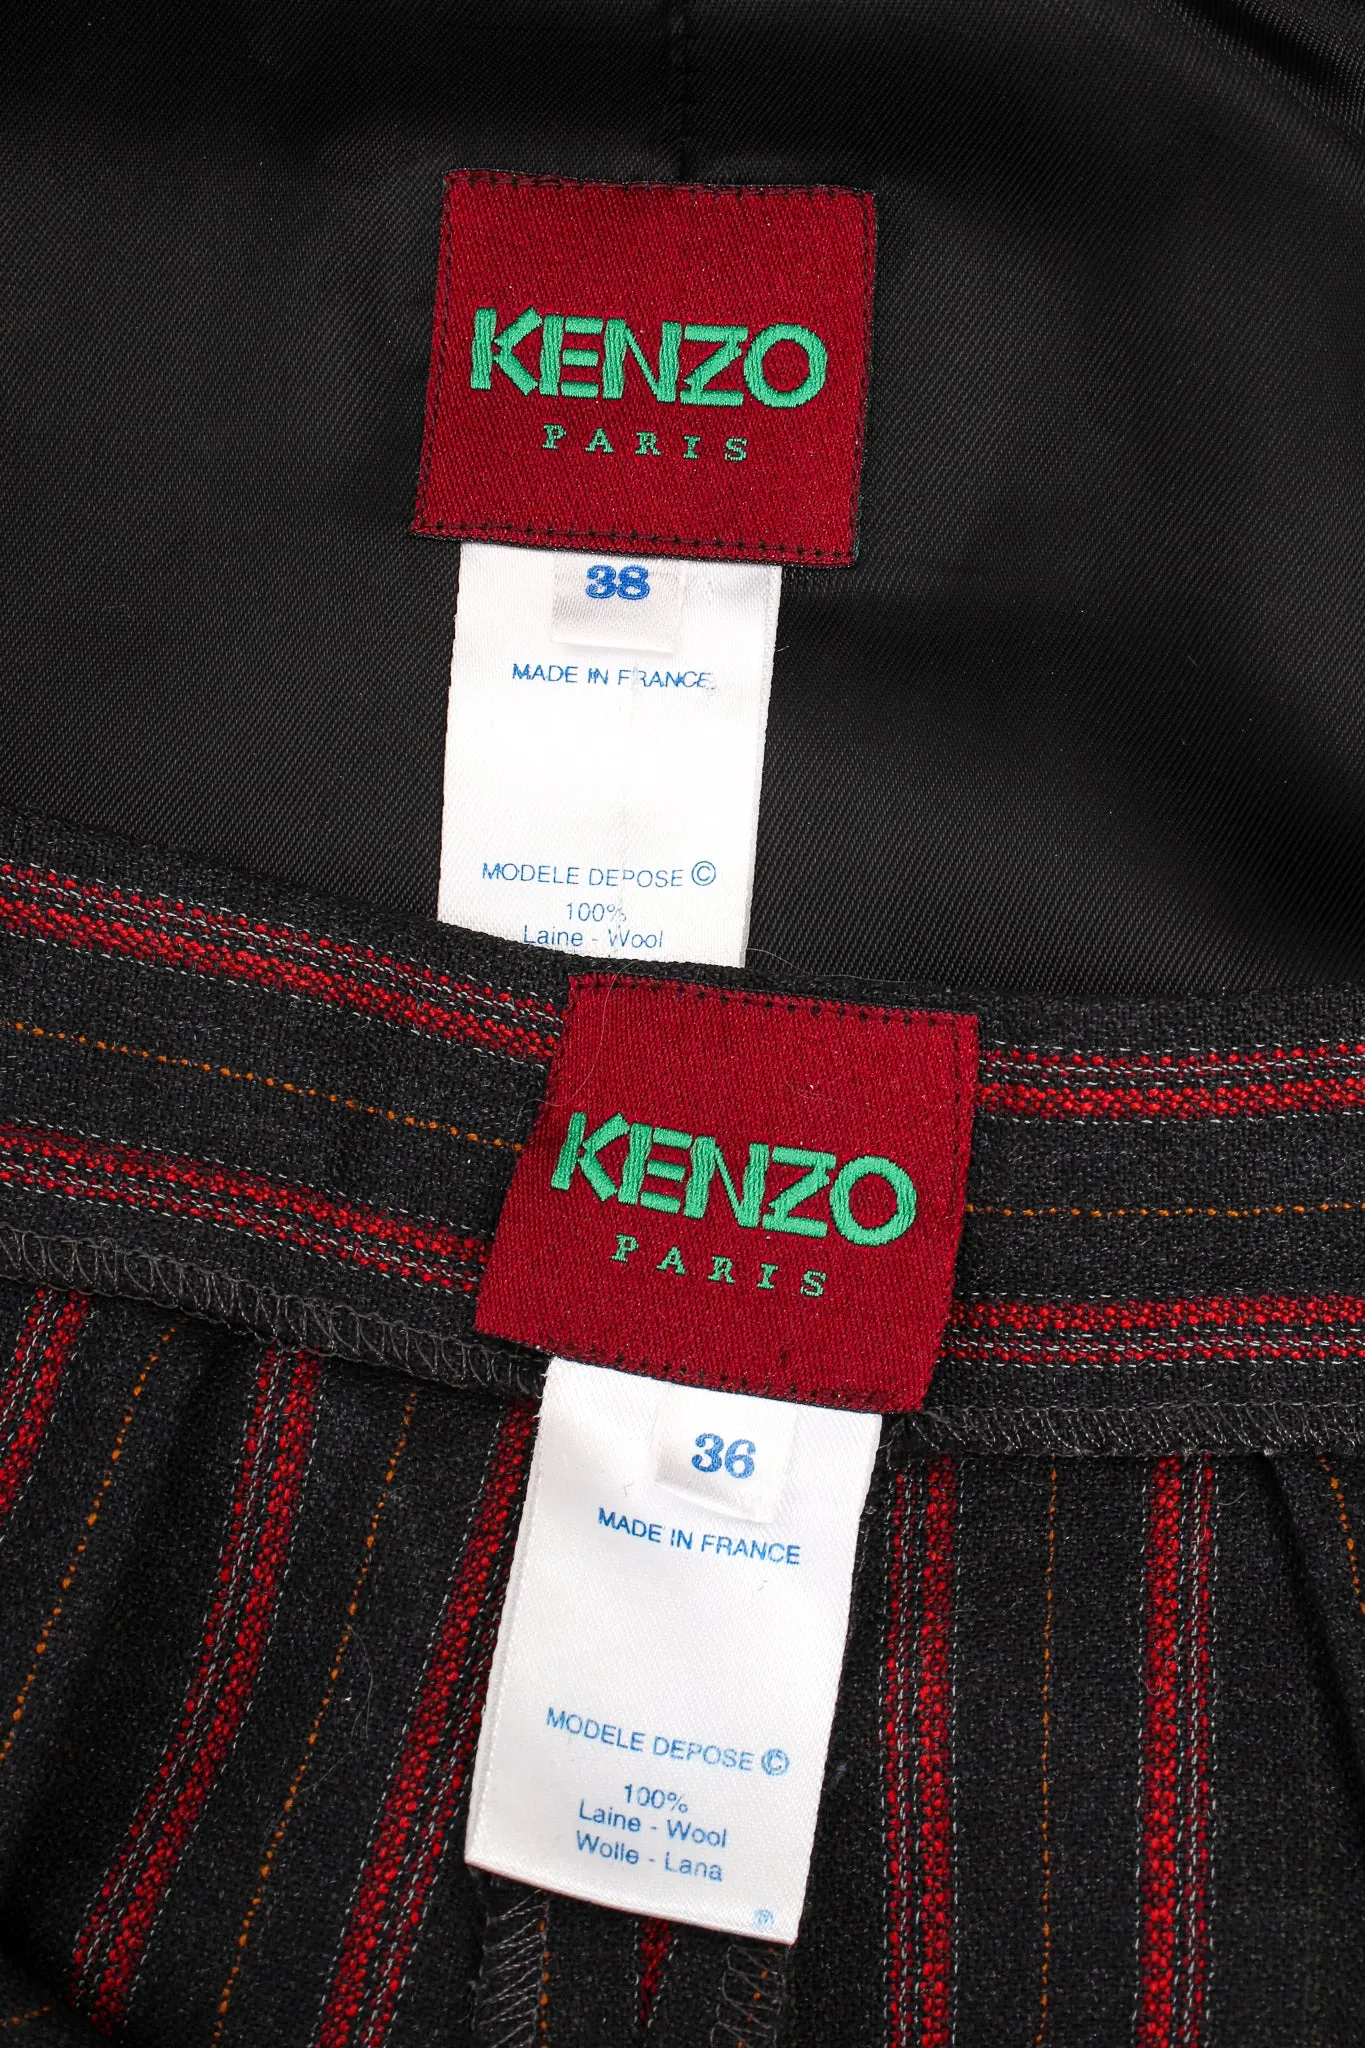 KENZO
PARIS
38
MADE IN FRANCE
MODELE DEPOSE ©
100%
Laine - Wool
KENZO
PARIS
36
MADE IN FRANCE
MODELE DEPOSE ©
100%
Laine - Wool
Wolle - Lana